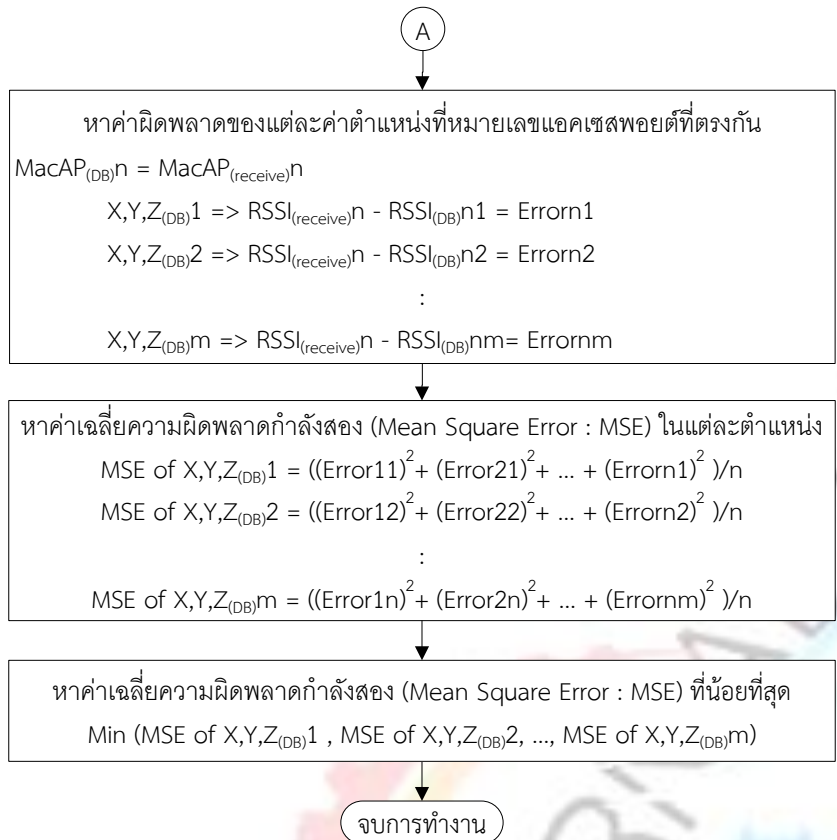 A
หาค่าผิดพลาดของแต่ละค่าตำแหน่งที่หมายเลขแอคเซสพอยต์ที่ตรงกัน
MacAP(DB)n = MacAP(receive)n
X,Y,Z(DB)1 => RSSI(receive)n - RSSI(DB)n1 = Errorn1
X,Y,Z(DB)2 => RSSI(receive)n - RSSI(DB)n2 = Errorn2
:
X,Y,Z(DB)m => RSSI(receive)n - RSSI(DB)nm= Errornm
หาค่าเฉลี่ยความผิดพลาดกำลังสอง (Mean Square Error : MSE) ในแต่ละตำแหน่ง
MSE of X,Y,Z(DB)1 = ((Error11)²+ (Error21)²+ ... + (Errorn1)² )/n
MSE of X,Y,Z(DB)2 = ((Error12)²+ (Error22)²+ ... + (Errorn2)² )/n
:
MSE of X,Y,Z(DB)m = ((Error1n)²+ (Error2n)²+ ... + (Errornm)² )/n
หาค่าเฉลี่ยความผิดพลาดกำลังสอง (Mean Square Error : MSE) ที่น้อยที่สุด
Min (MSE of X,Y,Z(DB)1 , MSE of X,Y,Z(DB)2, ..., MSE of X,Y,Z(DB)m)
จบการทำงาน